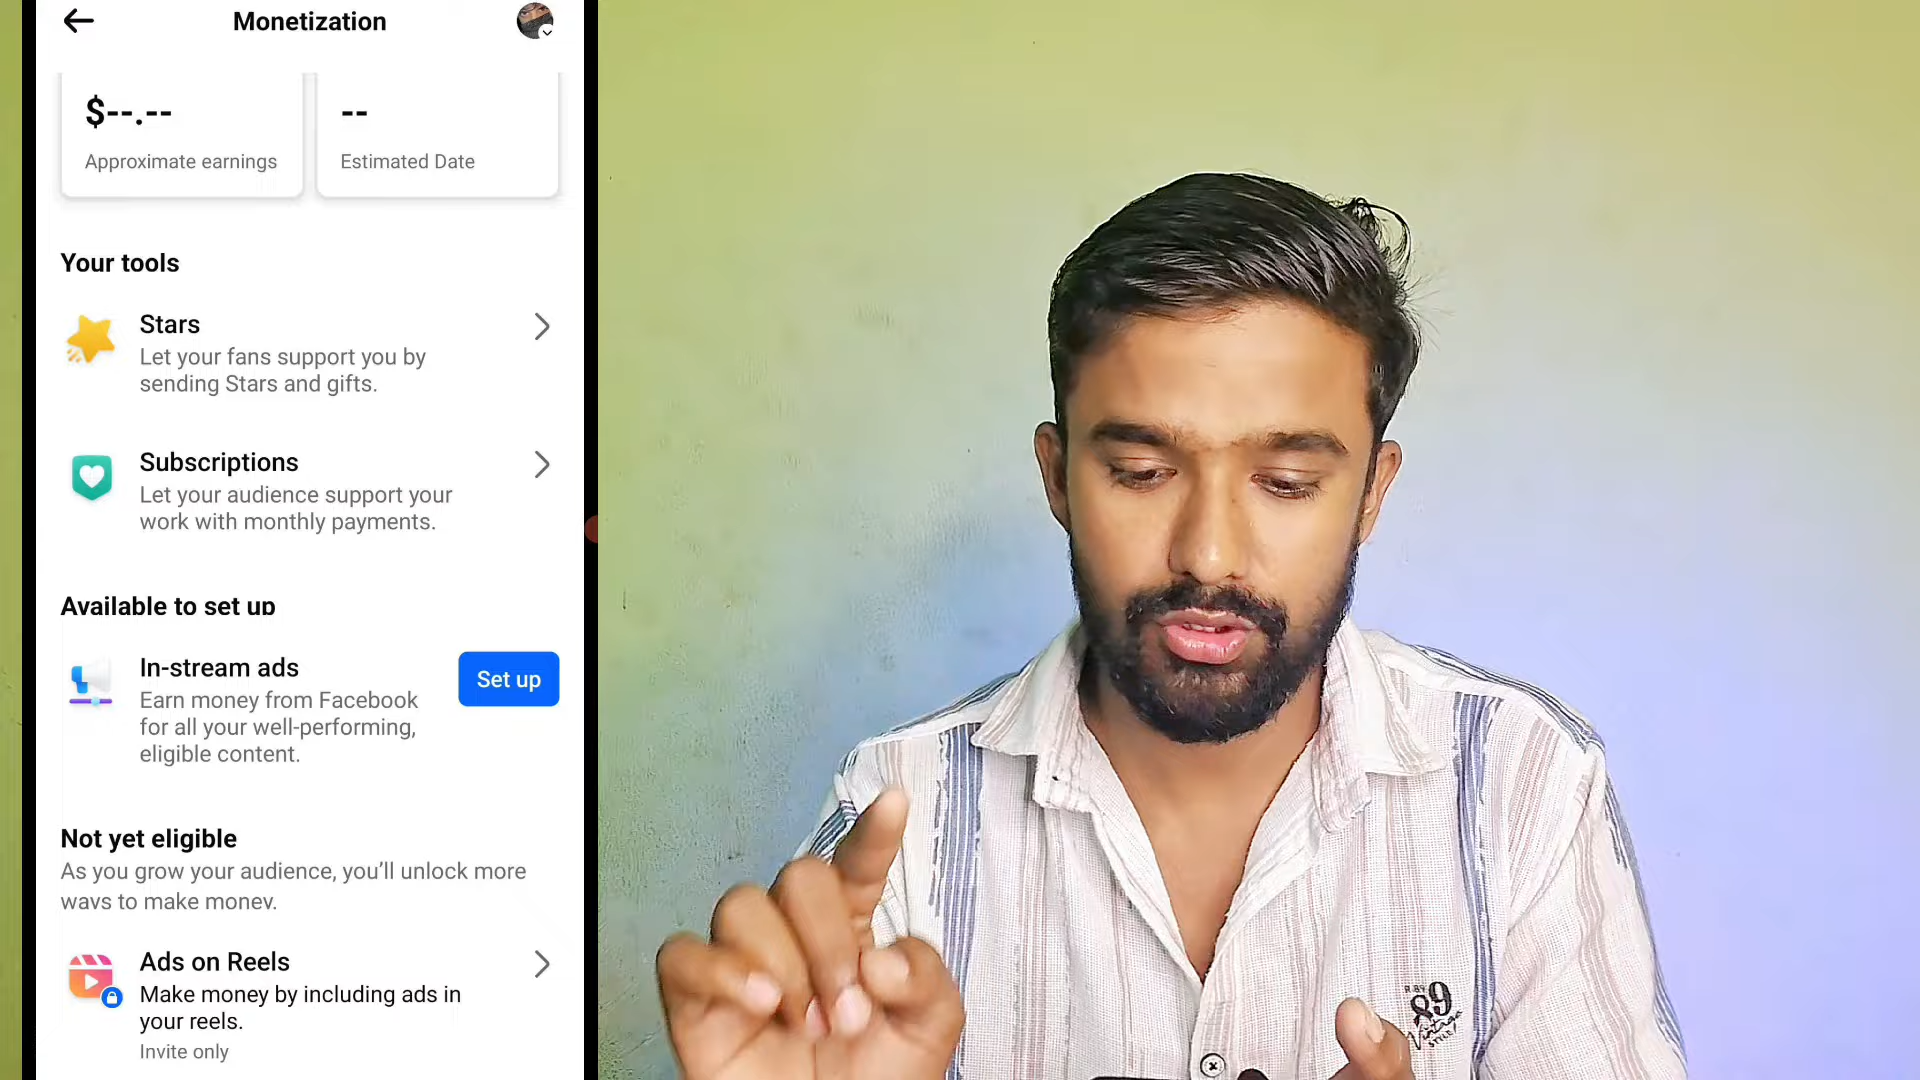 Monetization
$--.--
--
Approximate earnings
Estimated Date
Your tools
Stars
Let your fans support you by
sending Stars and gifts.
Subscriptions
Let your audience support your
work with monthly payments.
Available to set up
In-stream ads
Earn money from Facebook
for all your well-performing,
eligible content.
Set up
Not yet eligible
As you grow your audience, you'll unlock more
ways to make money.
Ads on Reels
Make money by including ads in
your reels.
Invite only
89
Vintage